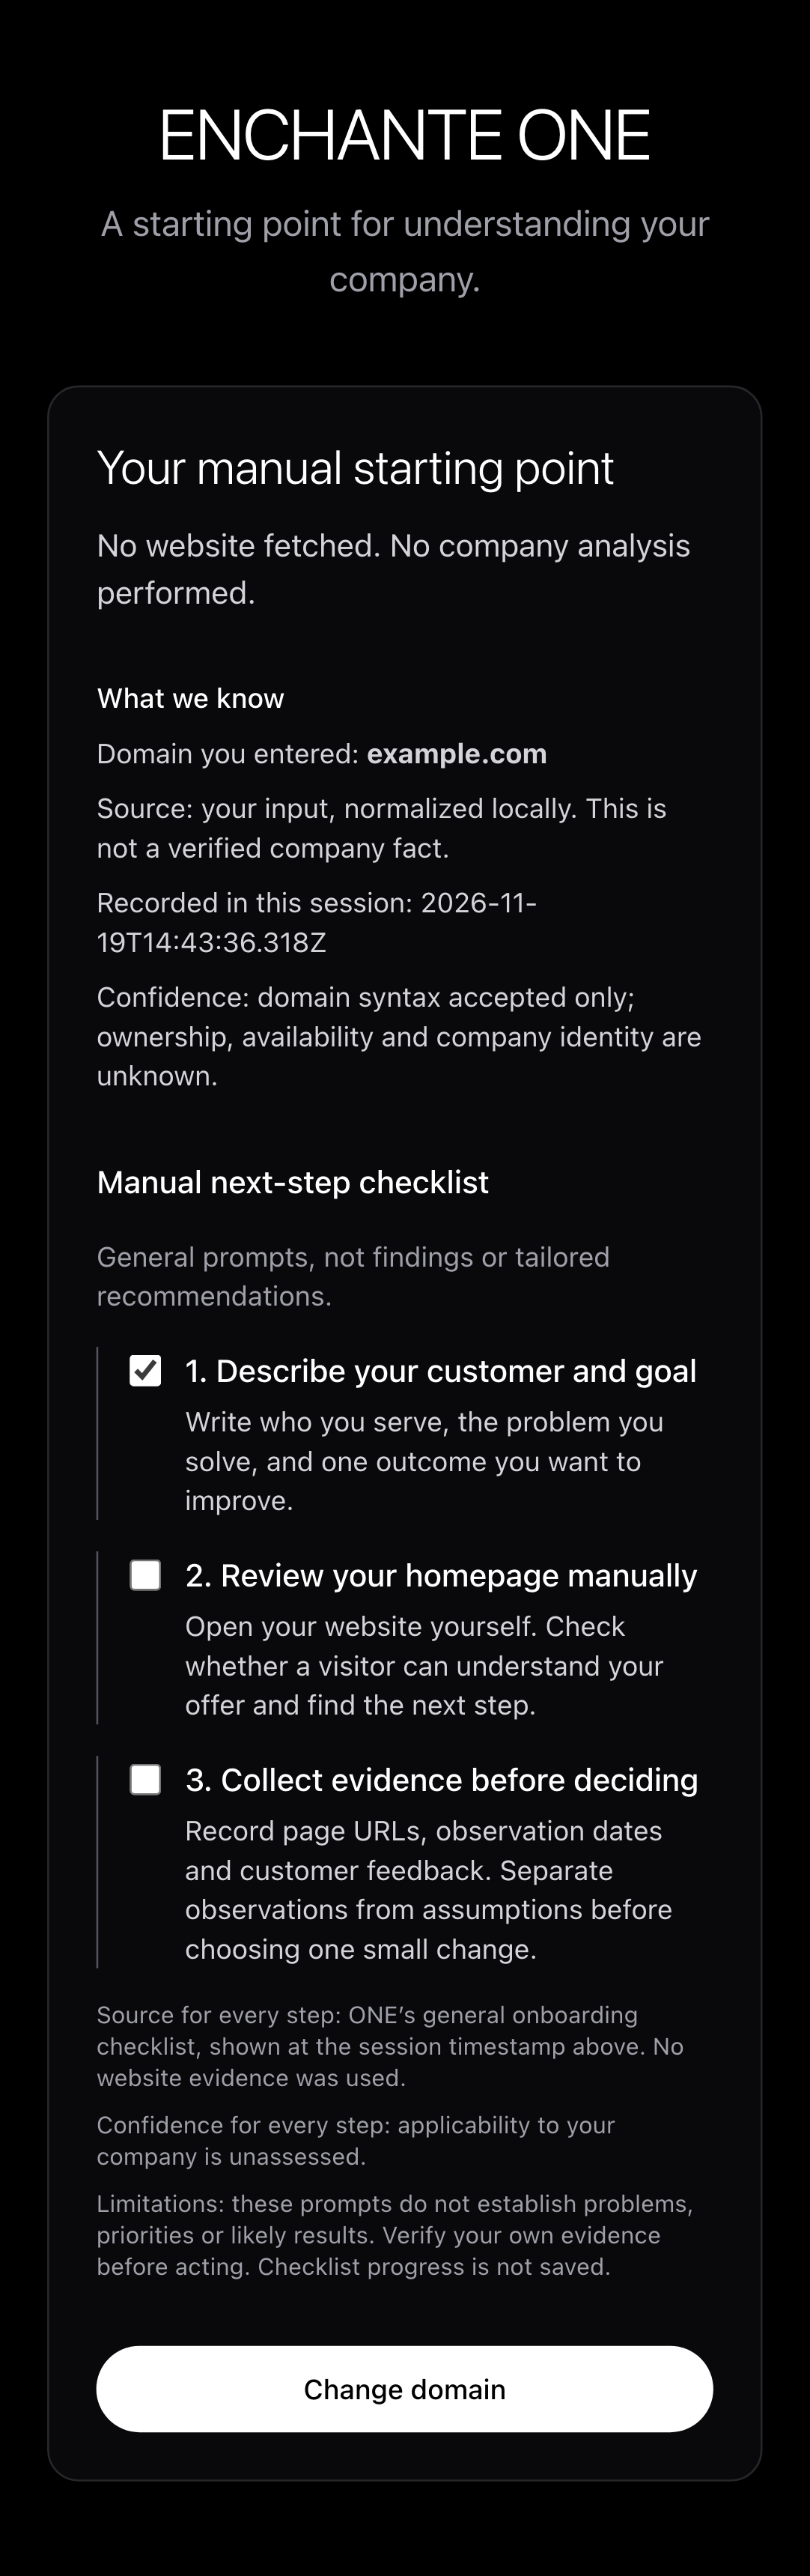 ENCHANTE ONE
A starting point for understanding your
company.
Your manual starting point
No website fetched. No company analysis
performed.
What we know
Domain you entered: example.com
Source: your input, normalized locally. This is
not a verified company fact.
Recorded in this session: 2026-11-
19T14:43:36.318Z
Confidence: domain syntax accepted only;
ownership, availability and company identity are
unknown.
Manual next-step checklist
General prompts, not findings or tailored
recommendations.
1. Describe your customer and goal
Write who you serve, the problem you
solve, and one outcome you want to
improve.
2. Review your homepage manually
Open your website yourself. Check
whether a visitor can understand your
offer and find the next step.
3. Collect evidence before deciding
Record page URLs, observation dates
and customer feedback. Separate
observations from assumptions before
choosing one small change.
Source for every step: ONE’s general onboarding
checklist, shown at the session timestamp above. No
website evidence was used.
Confidence for every step: applicability to your
company is unassessed.
Limitations: these prompts do not establish problems,
priorities or likely results. Verify your own evidence
before acting. Checklist progress is not saved.
Change domain